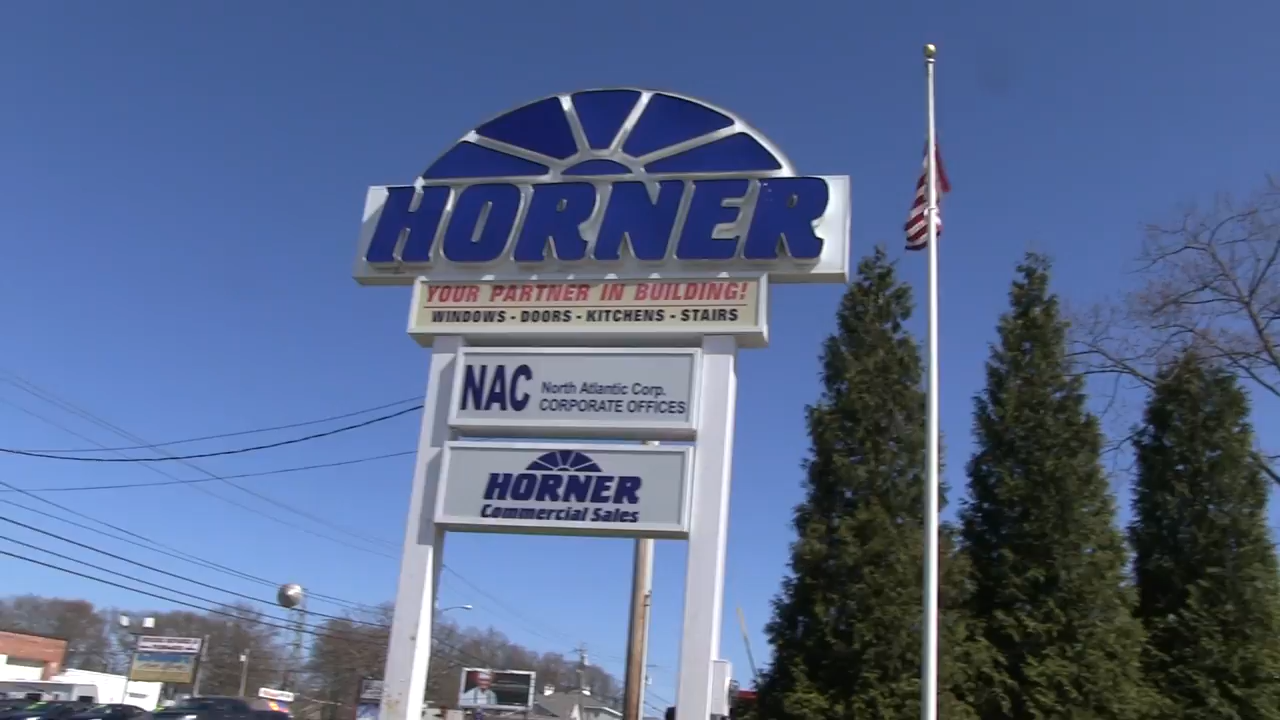 HORNER
YOUR PARTNER IN BUILDING!
WINDOWS - DOORS - KITCHENS - STAIRS
NAC North Atlantic Corp.
CORPORATE OFFICES
HORNER
Commercial Sales